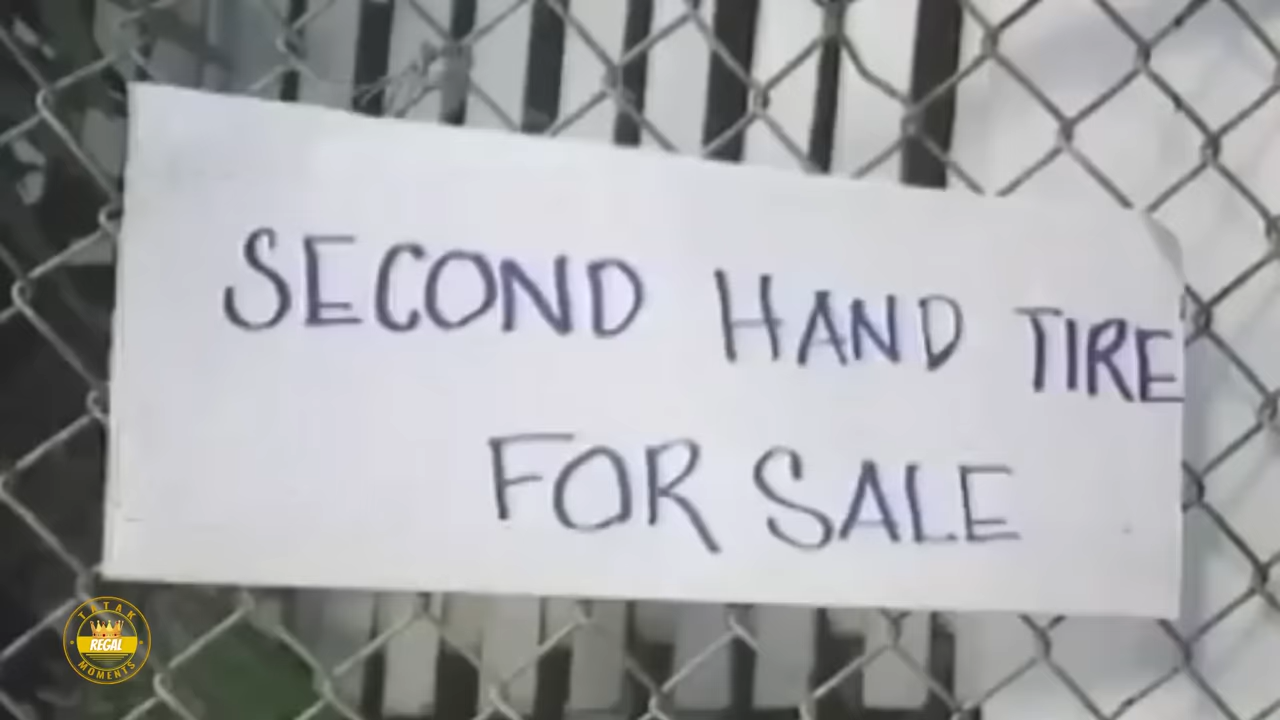 SECOND HAND TIRE
FOR SALE
TATAK
REGAL
MOMENTS